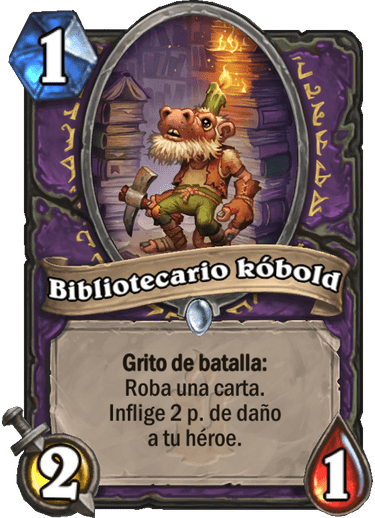 1
Bibliotecario kóbold
Grito de batalla:
Roba una carta.
Inflige 2 p. de daño
a tu héroe.
2
1